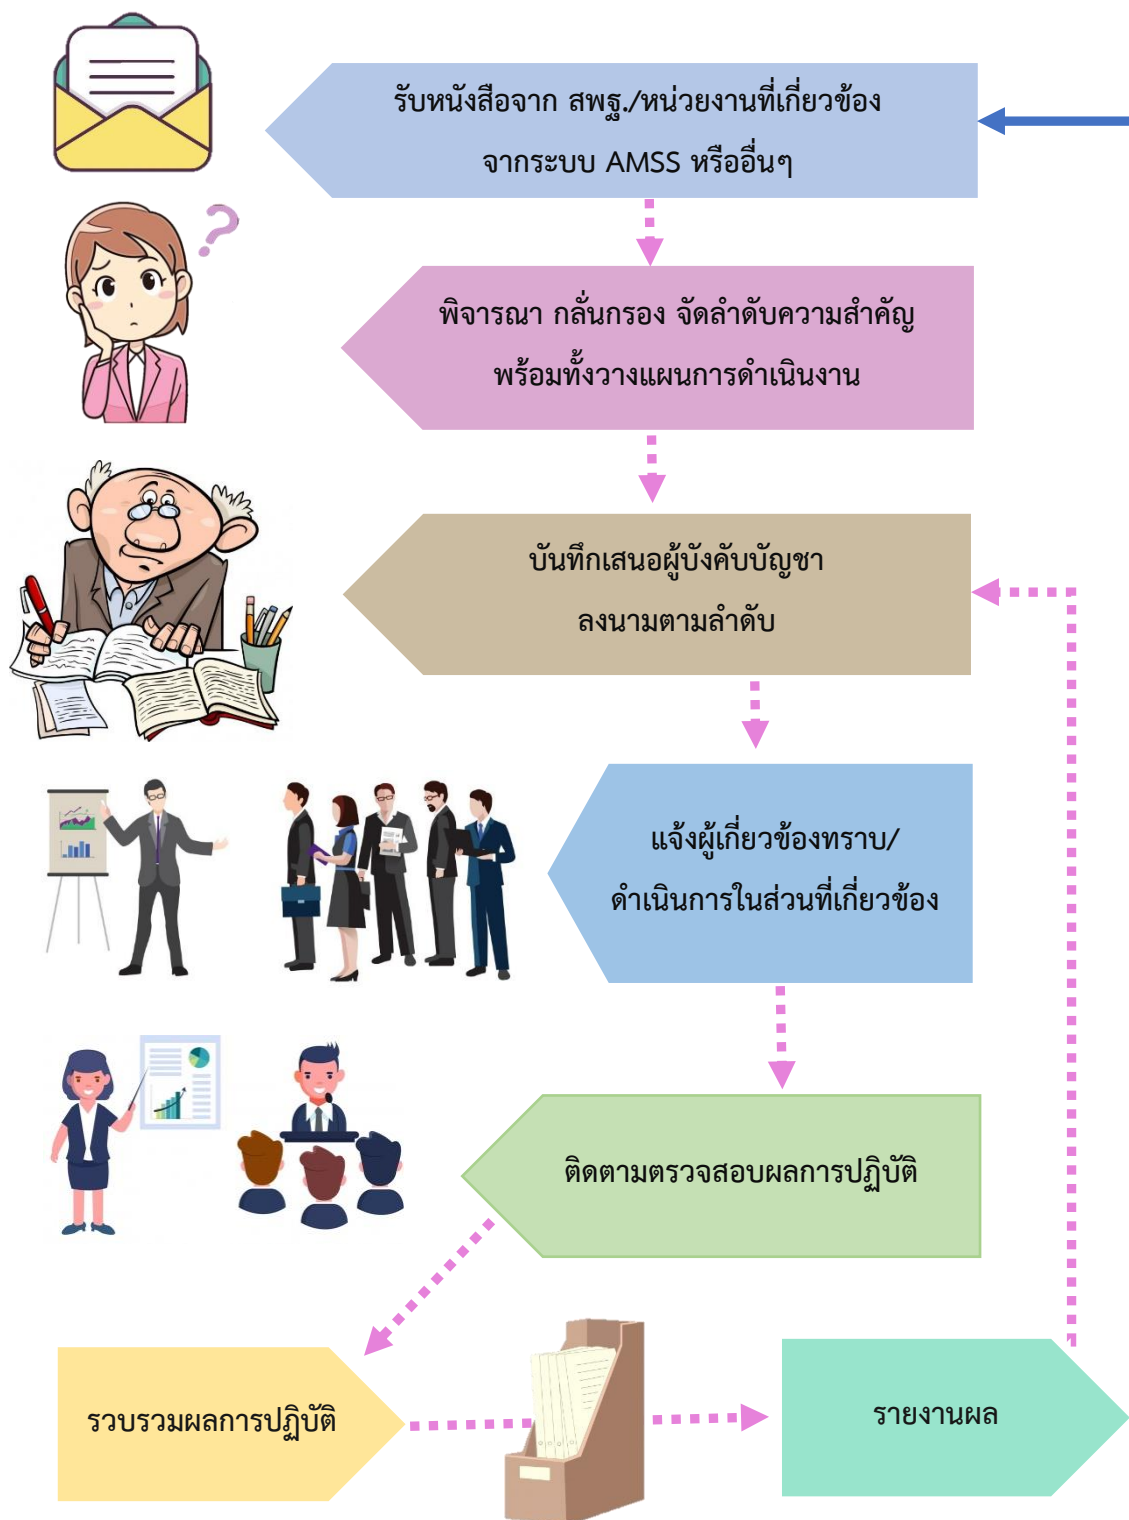 รับหนังสือจาก สพฐ./หน่วยงานที่เกี่ยวข้อง
จากระบบ AMSS หรืออื่นๆ
พิจารณา กลั่นกรอง จัดลำดับความสำคัญ
พร้อมทั้งวางแผนการดำเนินงาน
บันทึกเสนอผู้บังคับบัญชา
ลงนามตามลำดับ
แจ้งผู้เกี่ยวข้องทราบ/
ดำเนินการในส่วนที่เกี่ยวข้อง
ติดตามตรวจสอบผลการปฏิบัติ
รวบรวมผลการปฏิบัติ
รายงานผล